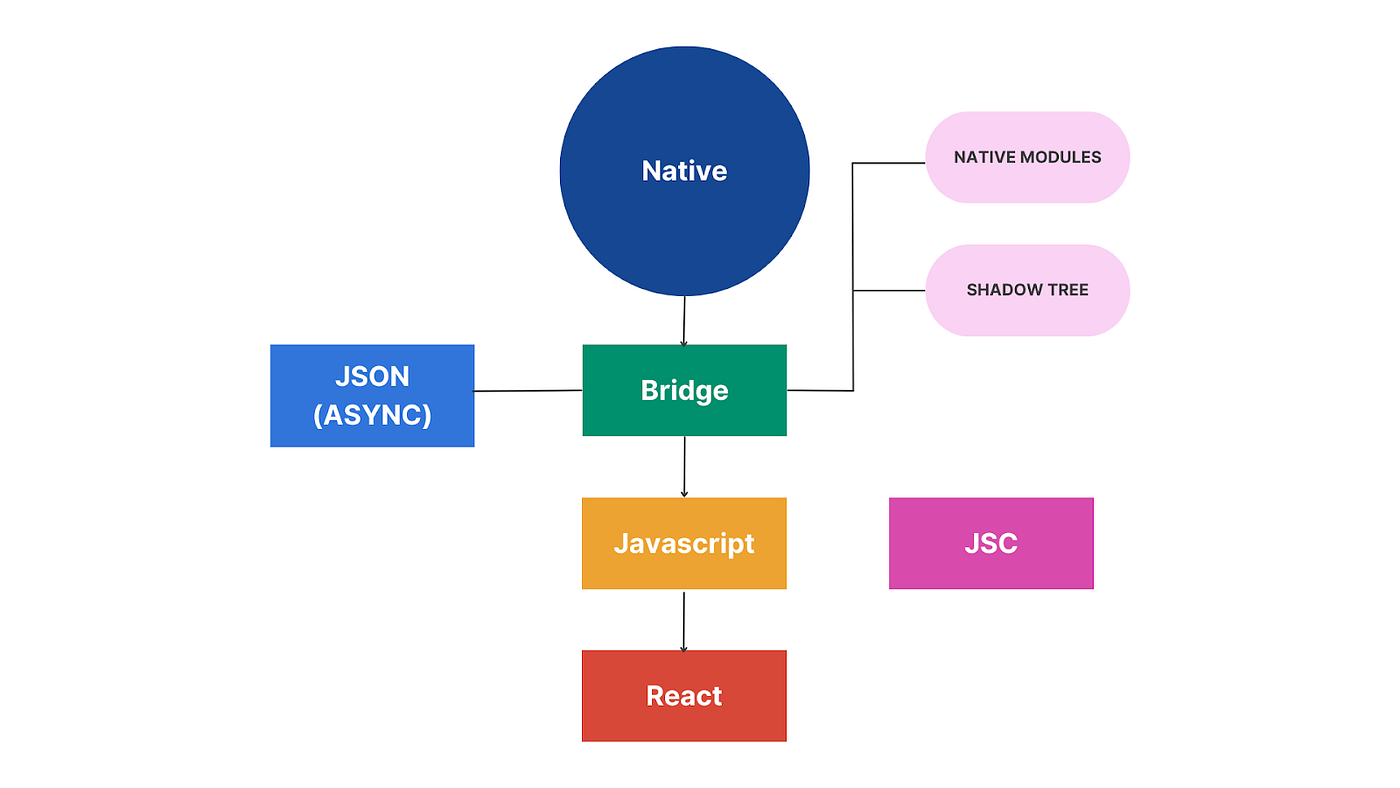 Native
NATIVE MODULES
SHADOW TREE
JSON
(ASYNC)
Bridge
Javascript
JSC
React